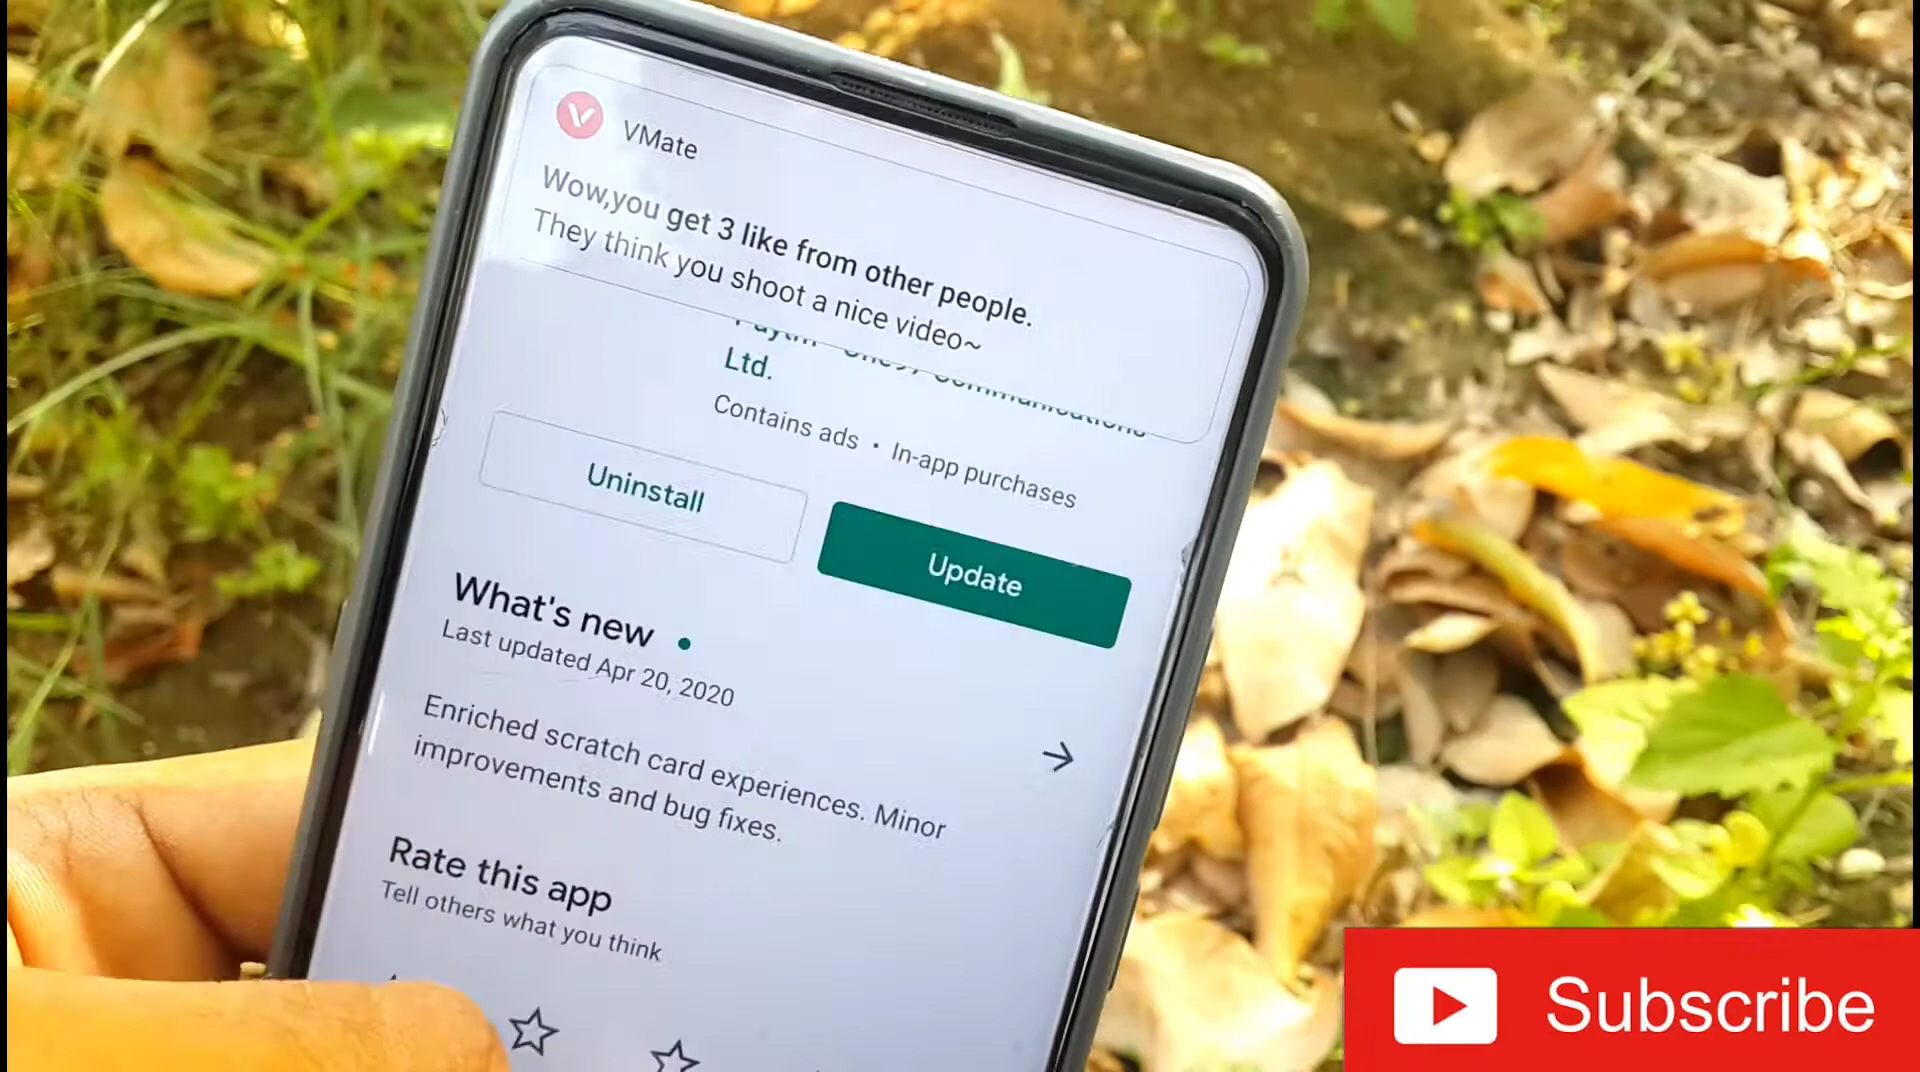 VMate
Wow,you get 3 like from other people.
They think you shoot a nice video~
Ltd.
Contains ads • In-app purchases
Uninstall
Update
What's new
Last updated Apr 20, 2020
Enriched scratch card experiences. Minor
improvements and bug fixes.
Rate this app
Tell others what you think
Subscribe